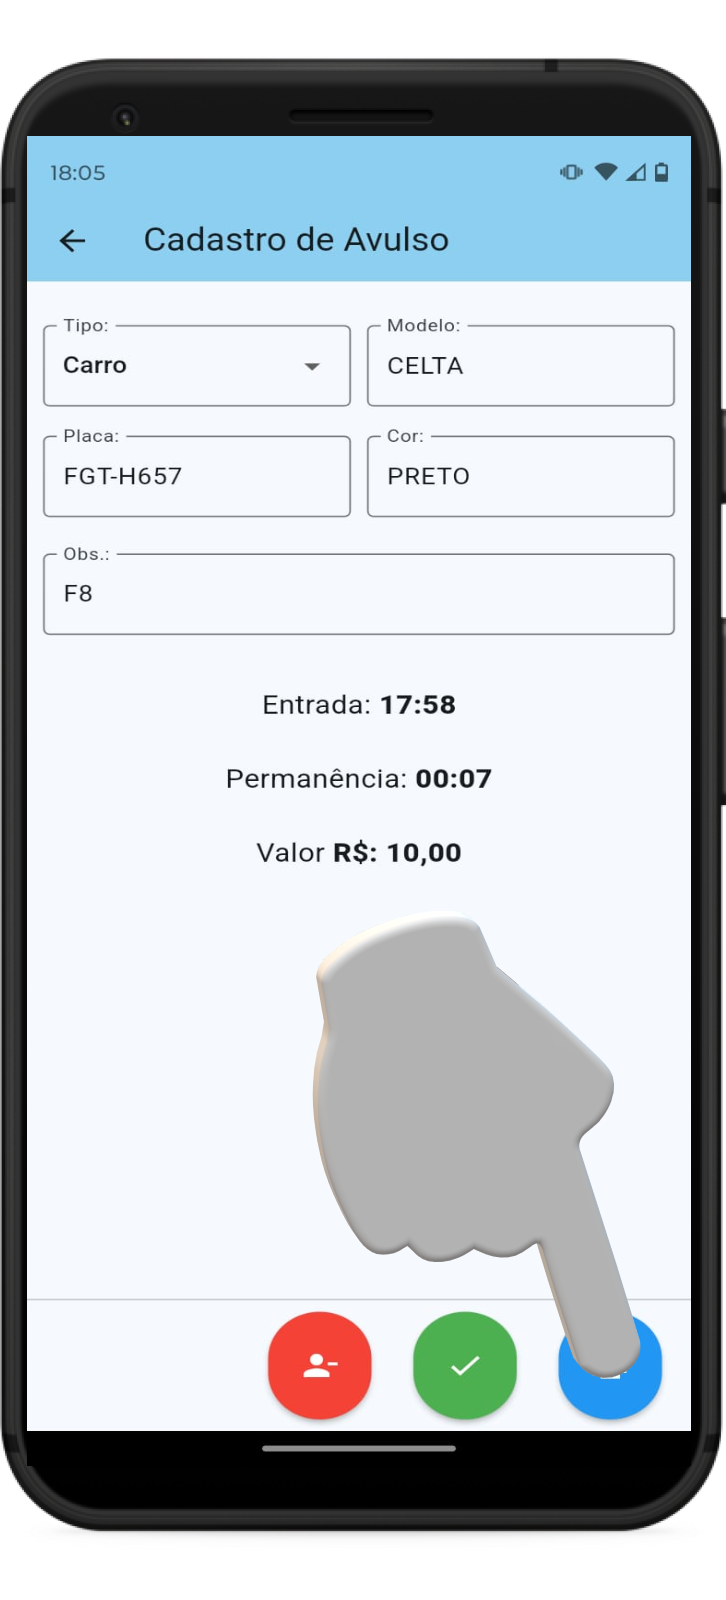 18:05
Cadastro de Avulso
Tipo: Modelo:
Carro CELTA
Placa: Cor:
FGT-H657 PRETO
Obs.:
F8
Entrada: 17:58
Permanência: 00:07
Valor R$: 10,00